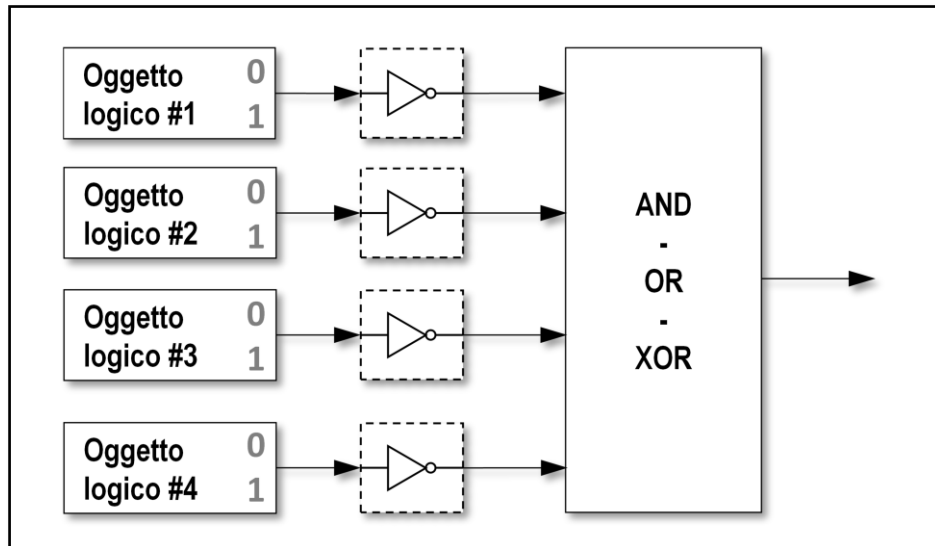 Oggetto 0
logico #1 1
Oggetto 0
logico #2 1
Oggetto 0
logico #3 1
Oggetto 0
logico #4 1
AND
-
OR
-
XOR